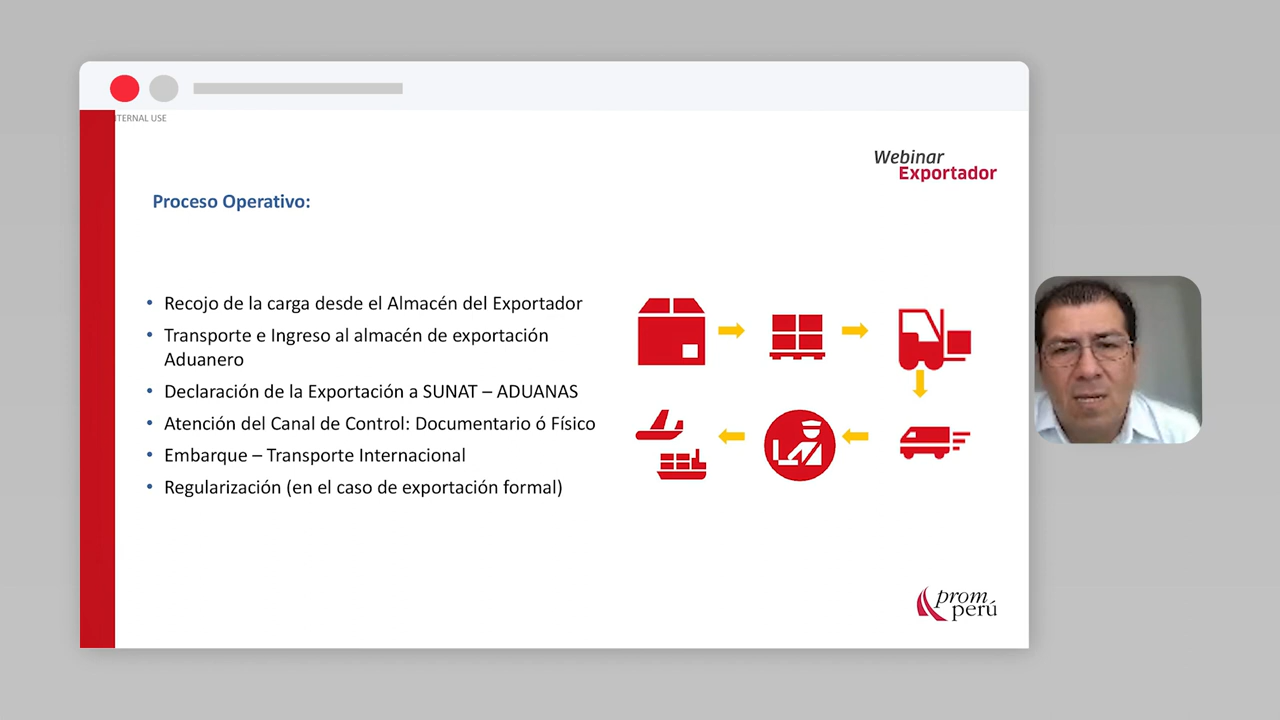 TERNAL USE
Webinar
Exportador
Proceso Operativo:
• Recojo de la carga desde el Almacén del Exportador
• Transporte e Ingreso al almacén de exportación
Aduanero
• Declaración de la Exportación a SUNAT – ADUANAS
• Atención del Canal de Control: Documentario ó Físico
• Embarque – Transporte Internacional
• Regularización (en el caso de exportación formal)
prom
perú